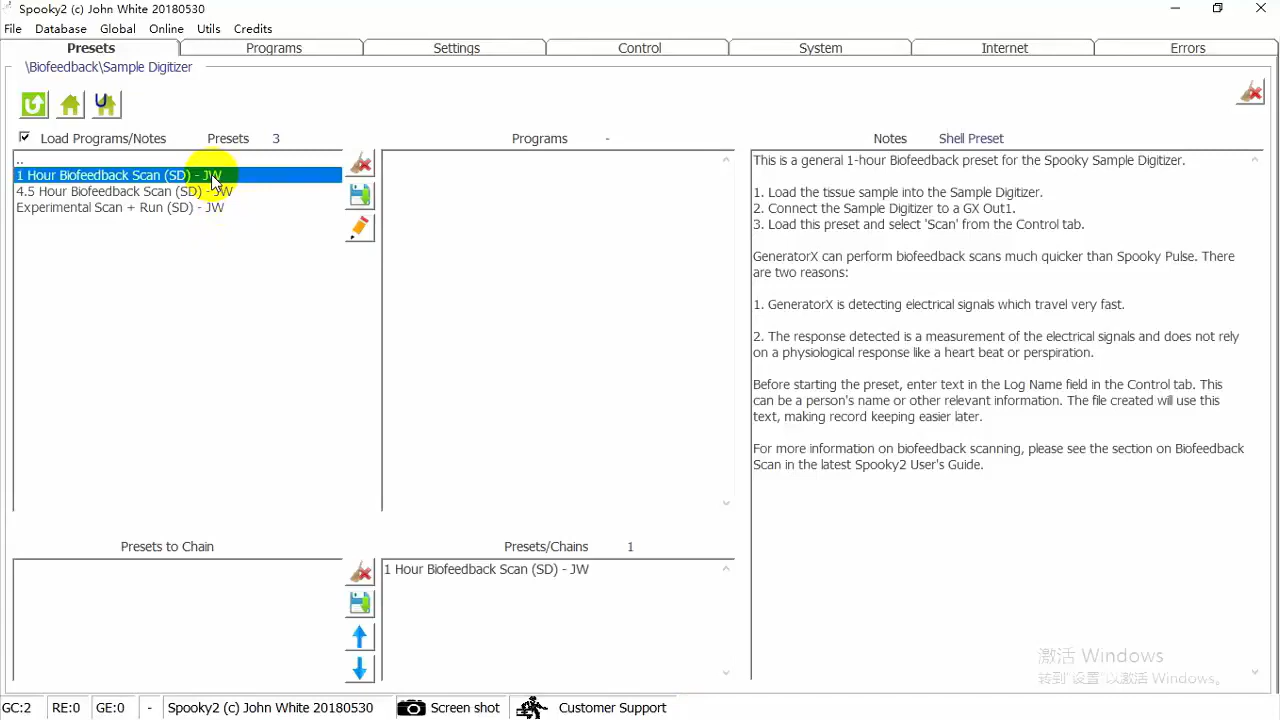 Spooky2 (c) John White 20180530
File Database Global Online Utils Credits
Presets Programs Settings Control System Internet Errors
\Biofeedback\Sample Digitizer
Load Programs/Notes Presets 3 Programs - Notes Shell Preset
..
1 Hour Biofeedback Scan (SD) - JW
4.5 Hour Biofeedback Scan (SD) - JW
Experimental Scan + Run (SD) - JW
This is a general 1-hour Biofeedback preset for the Spooky Sample Digitizer.
1. Load the tissue sample into the Sample Digitizer.
2. Connect the Sample Digitizer to a GX Out1.
3. Load this preset and select 'Scan' from the Control tab.
GeneratorX can perform biofeedback scans much quicker than Spooky Pulse. There
are two reasons:
1. GeneratorX is detecting electrical signals which travel very fast.
2. The response detected is a measurement of the electrical signals and does not rely
on a physiological response like a heart beat or perspiration.
Before starting the preset, enter text in the Log Name field in the Control tab. This
can be a person's name or other relevant information. The file created will use this
text, making record keeping easier later.
For more information on biofeedback scanning, please see the section on Biofeedback
Scan in the latest Spooky2 User's Guide.
Presets to Chain Presets/Chains 1
1 Hour Biofeedback Scan (SD) - JW
激活 Windows
转到"设置"以激活 Windows。
GC:2 RE:0 GE:0 - Spooky2 (c) John White 20180530 Screen shot Customer Support